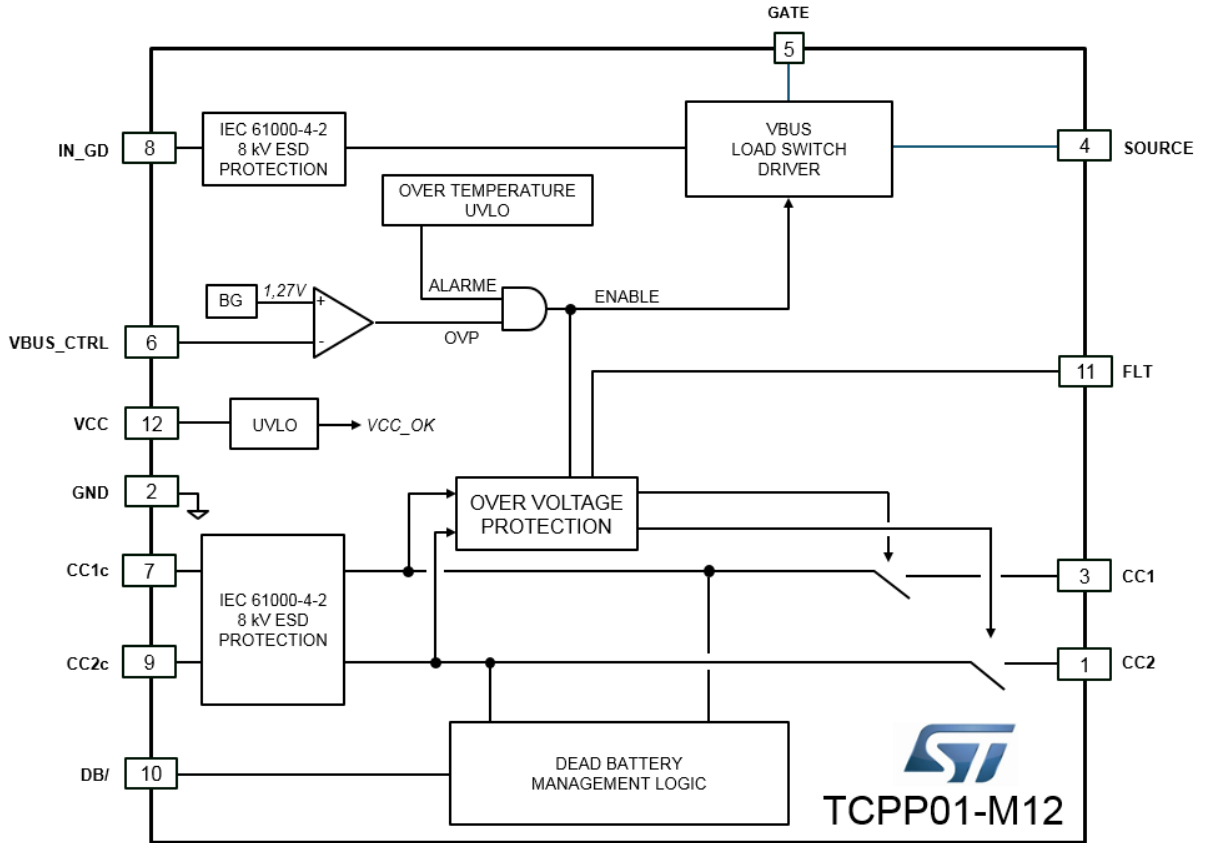 GATE
5
IN_GD
8
IEC 61000-4-2
8 kV ESD
PROTECTION
VBUS
LOAD SWITCH
DRIVER
4
SOURCE
OVER TEMPERATURE
UVLO
ALARME
BG
1,27V
+
-
ENABLE
OVP
VBUS_CTRL
6
11
FLT
VCC
12
UVLO
VCC_OK
GND
2
OVER VOLTAGE
PROTECTION
CC1c
7
3
CC1
IEC 61000-4-2
8 kV ESD
PROTECTION
CC2c
9
1
CC2
DB/
10
DEAD BATTERY
MANAGEMENT LOGIC
ST
TCPP01-M12